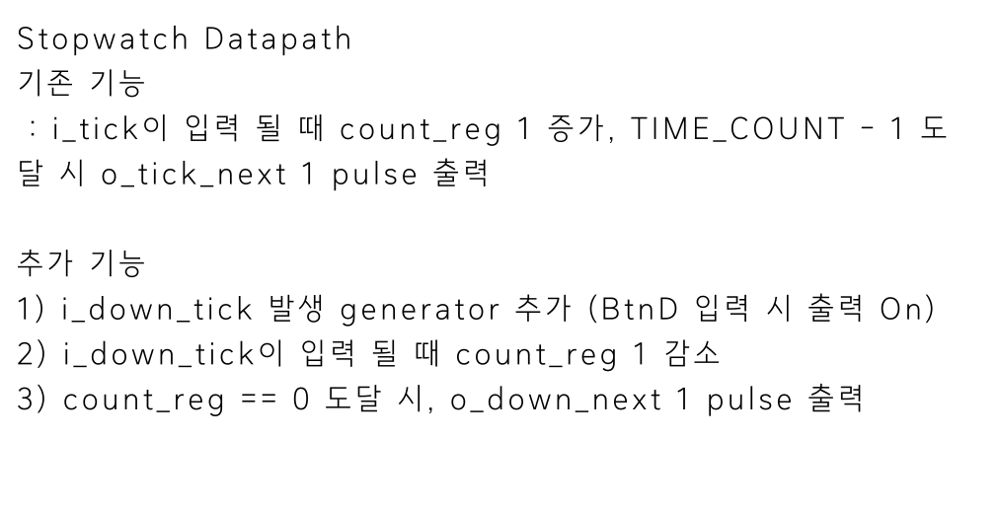 Stopwatch Datapath
기존 기능
: i_tick이 입력 될 때 count_reg 1 증가, TIME_COUNT - 1 도
달 시 o_tick_next 1 pulse 출력
추가 기능
1) i_down_tick 발생 generator 추가 (BtnD 입력 시 출력 On)
2) i_down_tick이 입력 될 때 count_reg 1 감소
3) count_reg == 0 도달 시, o_down_next 1 pulse 출력